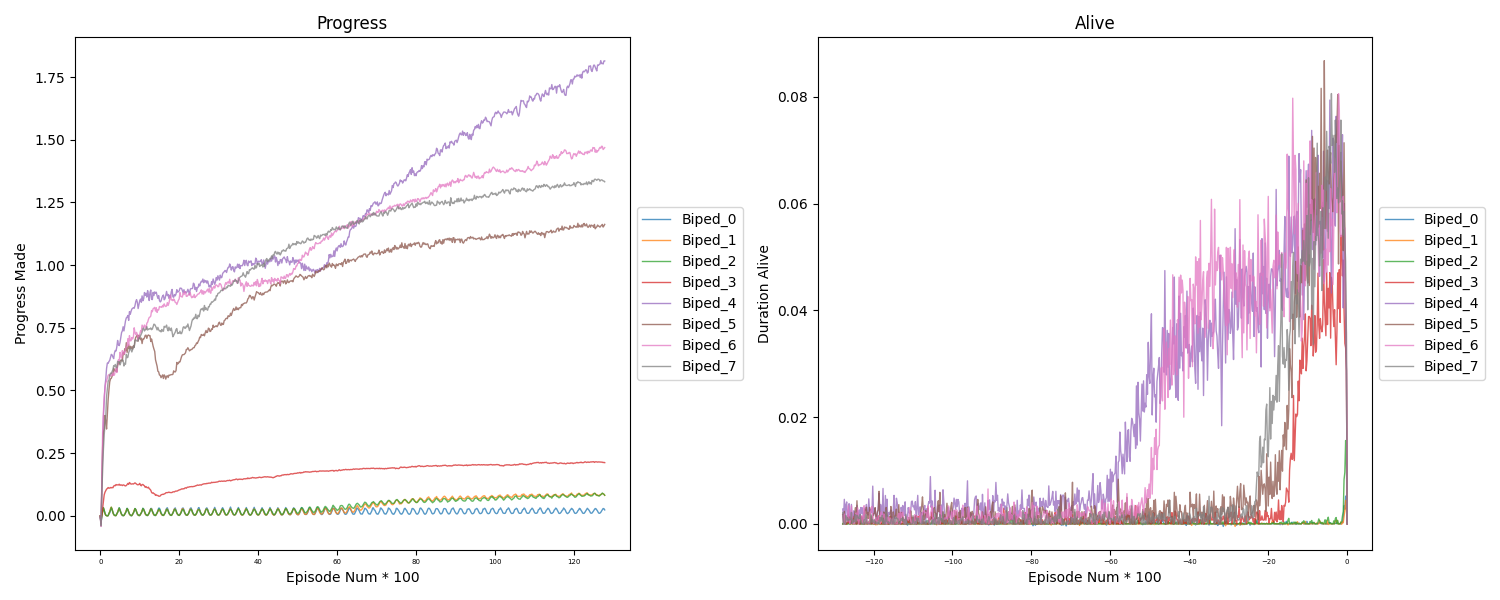 Progress
Progress Made
1.75
1.50
1.25
1.00
0.75
0.50
0.25
0.00
0
20
40
60
80
100
120
Episode Num * 100
Biped_0
Biped_1
Biped_2
Biped_3
Biped_4
Biped_5
Biped_6
Biped_7
Alive
Duration Alive
0.08
0.06
0.04
0.02
0.00
−120
−100
−80
−60
−40
−20
0
Episode Num * 100
Biped_0
Biped_1
Biped_2
Biped_3
Biped_4
Biped_5
Biped_6
Biped_7